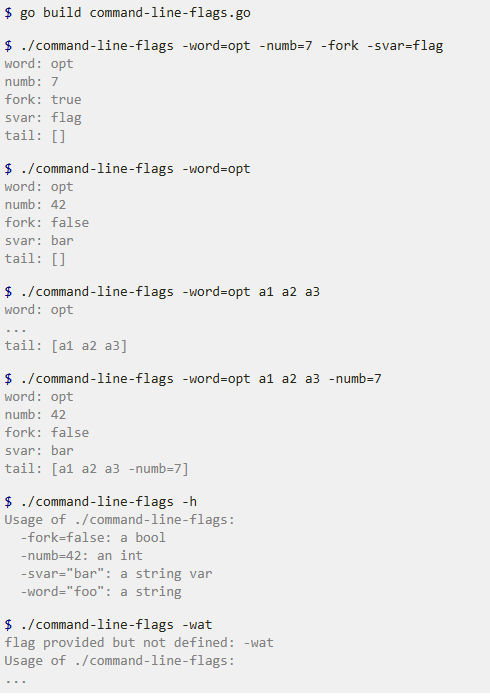 $ go build command-line-flags.go
$ ./command-line-flags -word=opt -numb=7 -fork -svar=flag
word: opt
numb: 7
fork: true
svar: flag
tail: []
$ ./command-line-flags -word=opt
word: opt
numb: 42
fork: false
svar: bar
tail: []
$ ./command-line-flags -word=opt a1 a2 a3
word: opt
...
tail: [a1 a2 a3]
$ ./command-line-flags -word=opt a1 a2 a3 -numb=7
word: opt
numb: 42
fork: false
svar: bar
tail: [a1 a2 a3 -numb=7]
$ ./command-line-flags -h
Usage of ./command-line-flags:
  -fork=false: a bool
  -numb=42: an int
  -svar="bar": a string var
  -word="foo": a string
$ ./command-line-flags -wat
flag provided but not defined: -wat
Usage of ./command-line-flags:
...